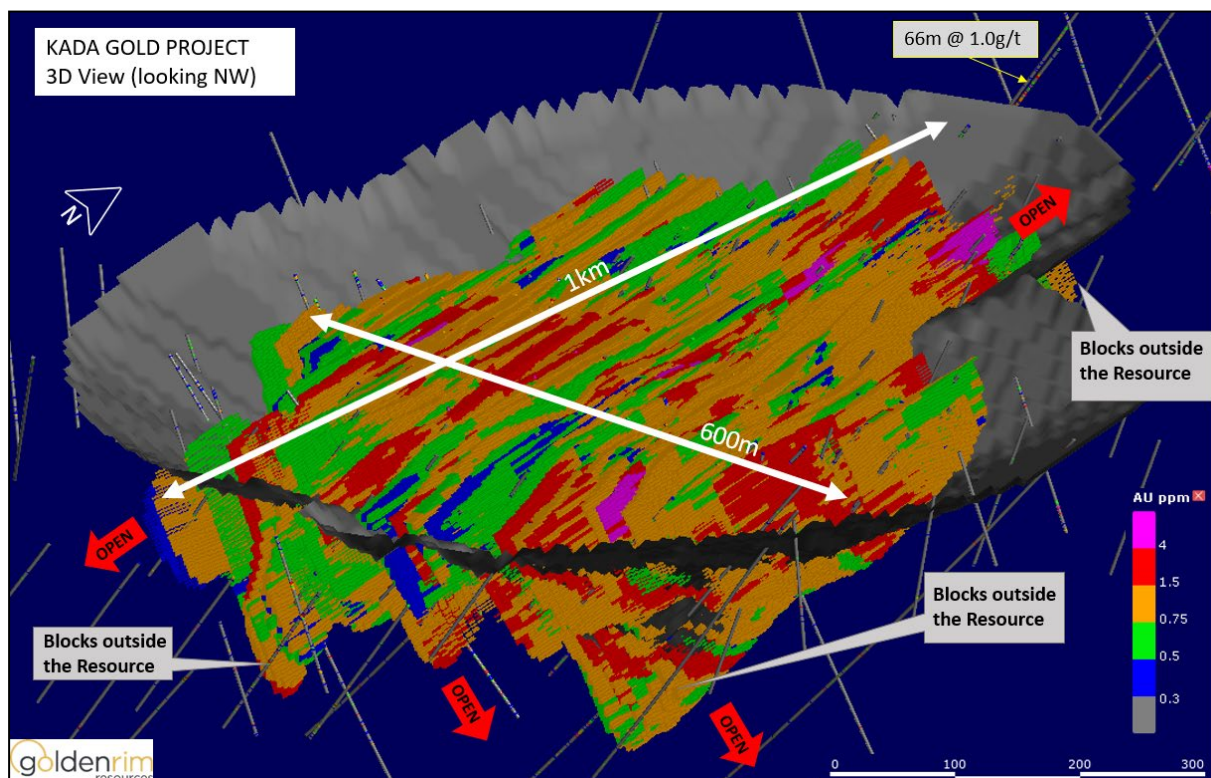 KADA GOLD PROJECT
3D View (looking NW)
66m @ 1.0g/t
N
OPEN
1km
Blocks outside
the Resource
600m
AU ppm
4
1.5
0.75
0.5
0.3
OPEN
Blocks outside
the Resource
Blocks outside
the Resource
OPEN
OPEN
goldenrim
resources
0 100 200 300